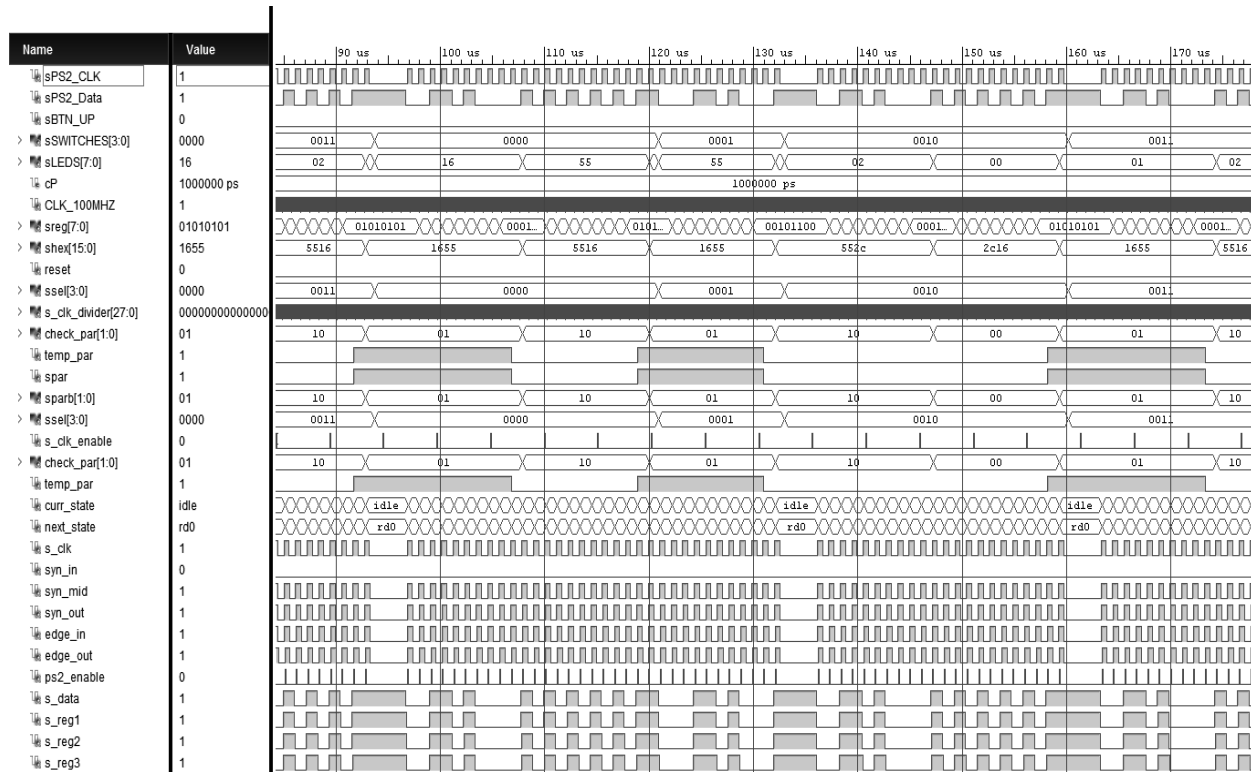 Name Value 90 us 100 us 110 us 120 us 130 us 140 us 150 us 160 us 170 us
sPS2_CLK 1
sPS2_Data 1
sBTN_UP 0
> sSWITCHES[3:0] 0000 0011 0000 0001 0010 0011
> sLEDS[7:0] 16 02 16 55 55 02 00 01 02
cP 1000000 ps 1000000 ps
CLK_100MHZ 1
> sreg[7:0] 01010101 01010101 0001... 0101... 00101100 0001... 01010101 0001...
> shex[15:0] 1655 5516 1655 5516 1655 552c 2c16 1655 5516
reset 0
> ssel[3:0] 0000 0011 0000 0001 0010 0011
> s_clk_divider[27:0] 00000000000000
> check_par[1:0] 01 10 01 10 01 10 00 01 10
temp_par 1
spar 1
> sparb[1:0] 01 10 01 10 01 10 00 01 10
> ssel[3:0] 0000 0011 0000 0001 0010 0011
s_clk_enable 0
> check_par[1:0] 01 10 01 10 01 10 00 01 10
temp_par 1
curr_state idle idle idle idle
next_state rd0 rd0 rd0 rd0
s_clk 1
syn_in 0
syn_mid 1
syn_out 1
edge_in 1
edge_out 1
ps2_enable 0
s_data 1
s_reg1 1
s_reg2 1
s_reg3 1